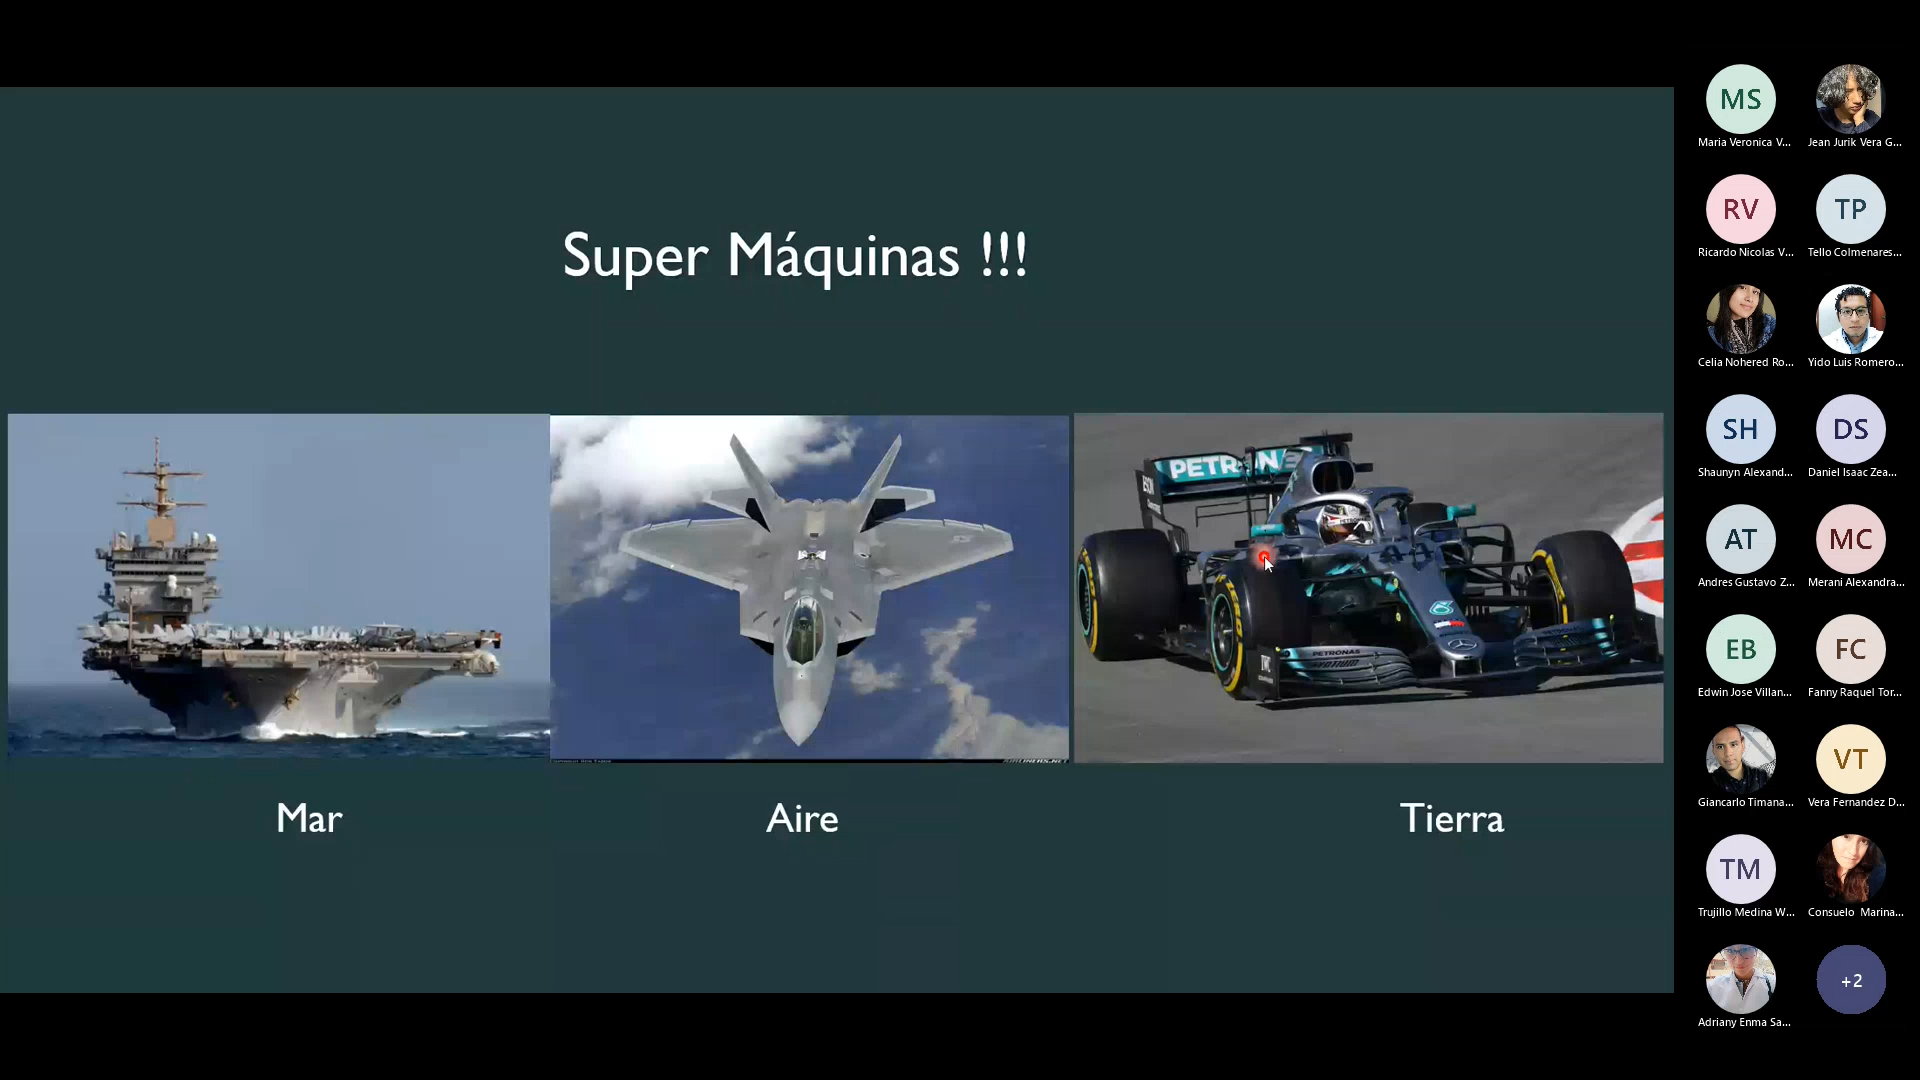 Super Máquinas !!!
PETRONAS
PETRONAS
Mar
Aire
Tierra
MS
Maria Veronica V...
Jean Jurik Vera G...
RV
Ricardo Nicolas V...
TP
Tello Colmenares...
Celia Nohered Ro...
Yido Luis Romero...
SH
Shaunyn Alexand...
DS
Daniel Isaac Zea...
AT
Andres Gustavo Z...
MC
Merani Alexandra...
EB
Edwin Jose Villan...
FC
Fanny Raquel Tor...
Giancarlo Timana...
VT
Vera Fernandez D...
TM
Trujillo Medina W...
Consuelo Marina...
Adriany Enma Sa...
+2